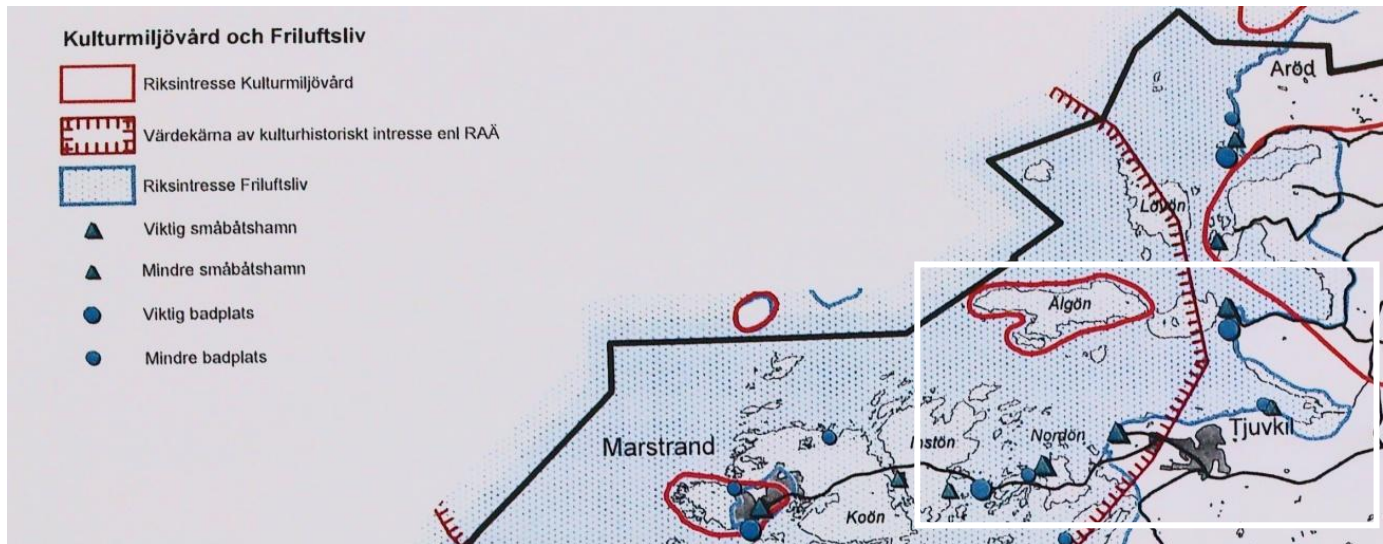 Kulturmiljövård och Friluftsliv
Riksintresse Kulturmiljövård
Värdekärna av kulturhistoriskt intresse enl RAÄ
Riksintresse Friluftsliv
Viktig småbåtshamn
Mindre småbåtshamn
Viktig badplats
Mindre badplats
Aröd
Lövön
Älgön
Marstrand
Instön
Nordön
Tjuvkil
Koön